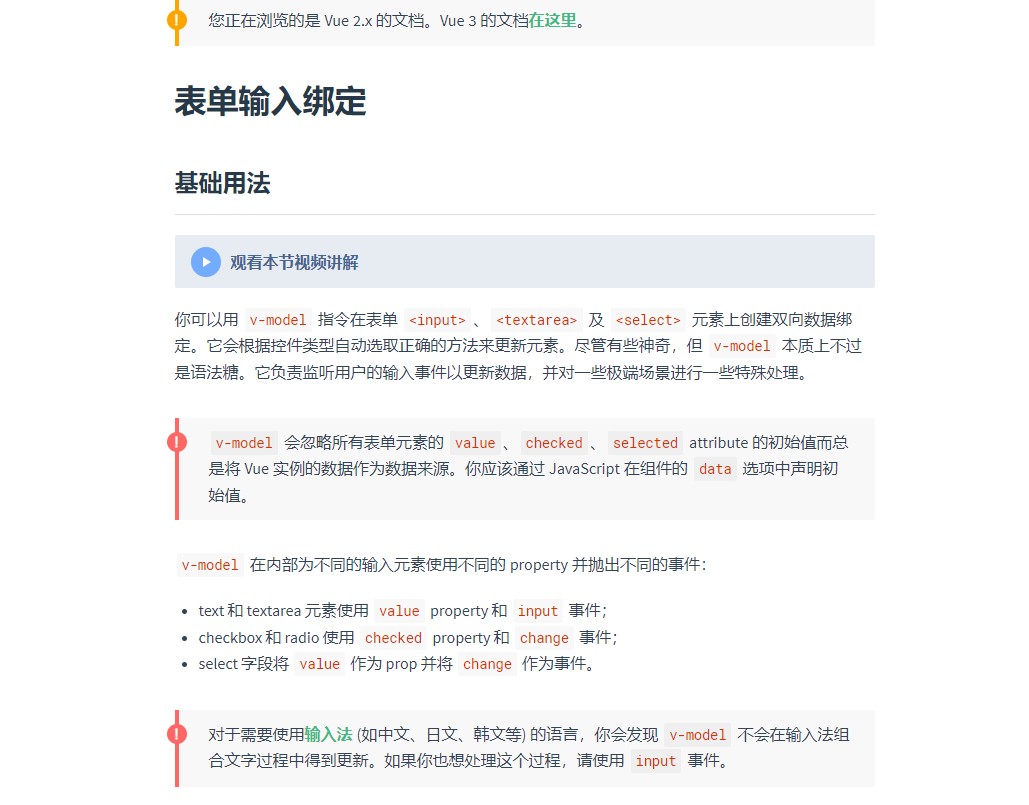 您正在浏览的是 Vue 2.x 的文档。Vue 3 的文档在这里。
表单输入绑定
基础用法
观看本节视频讲解
你可以用 v-model 指令在表单 <input> 、 <textarea> 及 <select> 元素上创建双向数据绑
定。它会根据控件类型自动选取正确的方法来更新元素。尽管有些神奇，但 v-model 本质上不过
是语法糖。它负责监听用户的输入事件以更新数据，并对一些极端场景进行一些特殊处理。
v-model 会忽略所有表单元素的 value 、 checked 、 selected attribute 的初始值而总
是将 Vue 实例的数据作为数据来源。你应该通过 JavaScript 在组件的 data 选项中声明初
始值。
v-model 在内部为不同的输入元素使用不同的 property 并抛出不同的事件：
• text 和 textarea 元素使用 value property 和 input 事件；
• checkbox 和 radio 使用 checked property 和 change 事件；
• select 字段将 value 作为 prop 并将 change 作为事件。
对于需要使用输入法 (如中文、日文、韩文等) 的语言，你会发现 v-model 不会在输入法组
合文字过程中得到更新。如果你也想处理这个过程，请使用 input 事件。